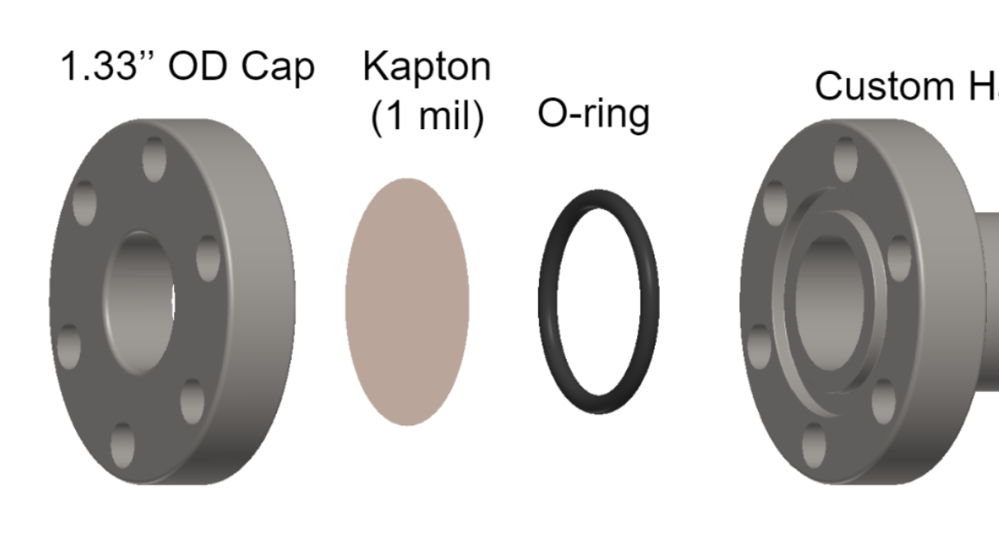 1.33’’ OD Cap
Kapton
(1 mil)
O-ring
Custom